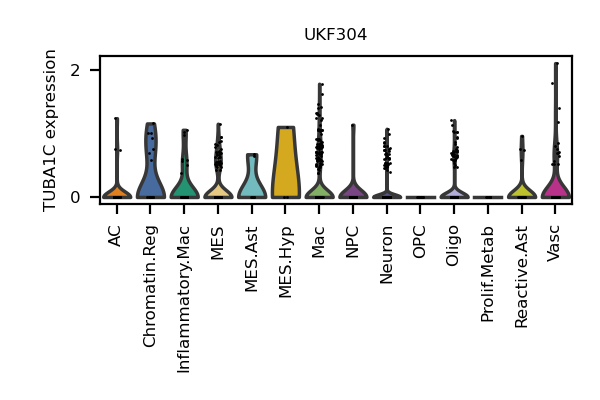 UKF304
TUBA1C expression
2
0
AC
Chromatin.Reg
Inflammatory.Mac
MES
MES.Ast
MES.Hyp
Mac
NPC
Neuron
OPC
Oligo
Prolif.Metab
Reactive.Ast
Vasc